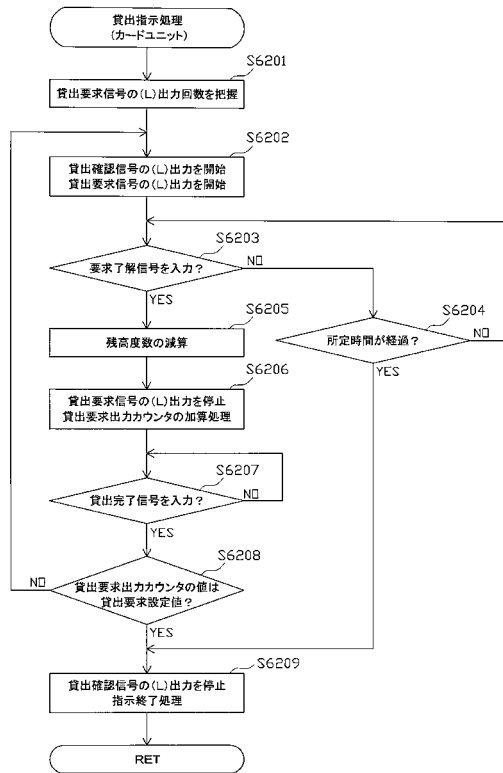 貸出指示処理
(カードユニット)
S6201
貸出要求信号の(L)出力回数を把握
S6202
貸出確認信号の(L)出力を開始
貸出要求信号の(L)出力を開始
S6203
要求了解信号を入力?
NO
YES
S6204
所定時間が経過?
NO
YES
S6205
残高度数の減算
S6206
貸出要求信号の(L)出力を停止
貸出要求出力カウンタの加算処理
S6207
貸出完了信号を入力?
NO
YES
S6208
貸出要求出力カウンタの値は
貸出要求設定値?
NO
YES
S6209
貸出確認信号の(L)出力を停止
指示終了処理
RET